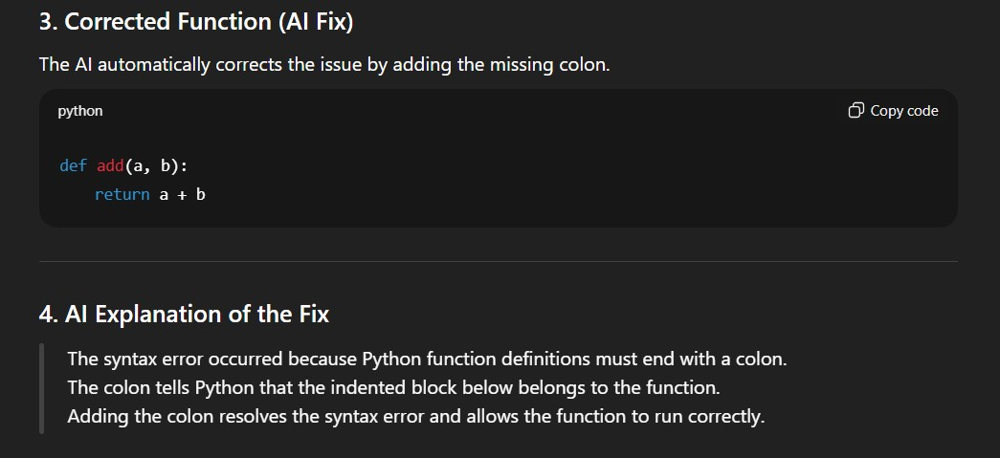 3. Corrected Function (AI Fix)
The AI automatically corrects the issue by adding the missing colon.
python
Copy code
def add(a, b):
    return a + b
4. AI Explanation of the Fix
The syntax error occurred because Python function definitions must end with a colon.
The colon tells Python that the indented block below belongs to the function.
Adding the colon resolves the syntax error and allows the function to run correctly.